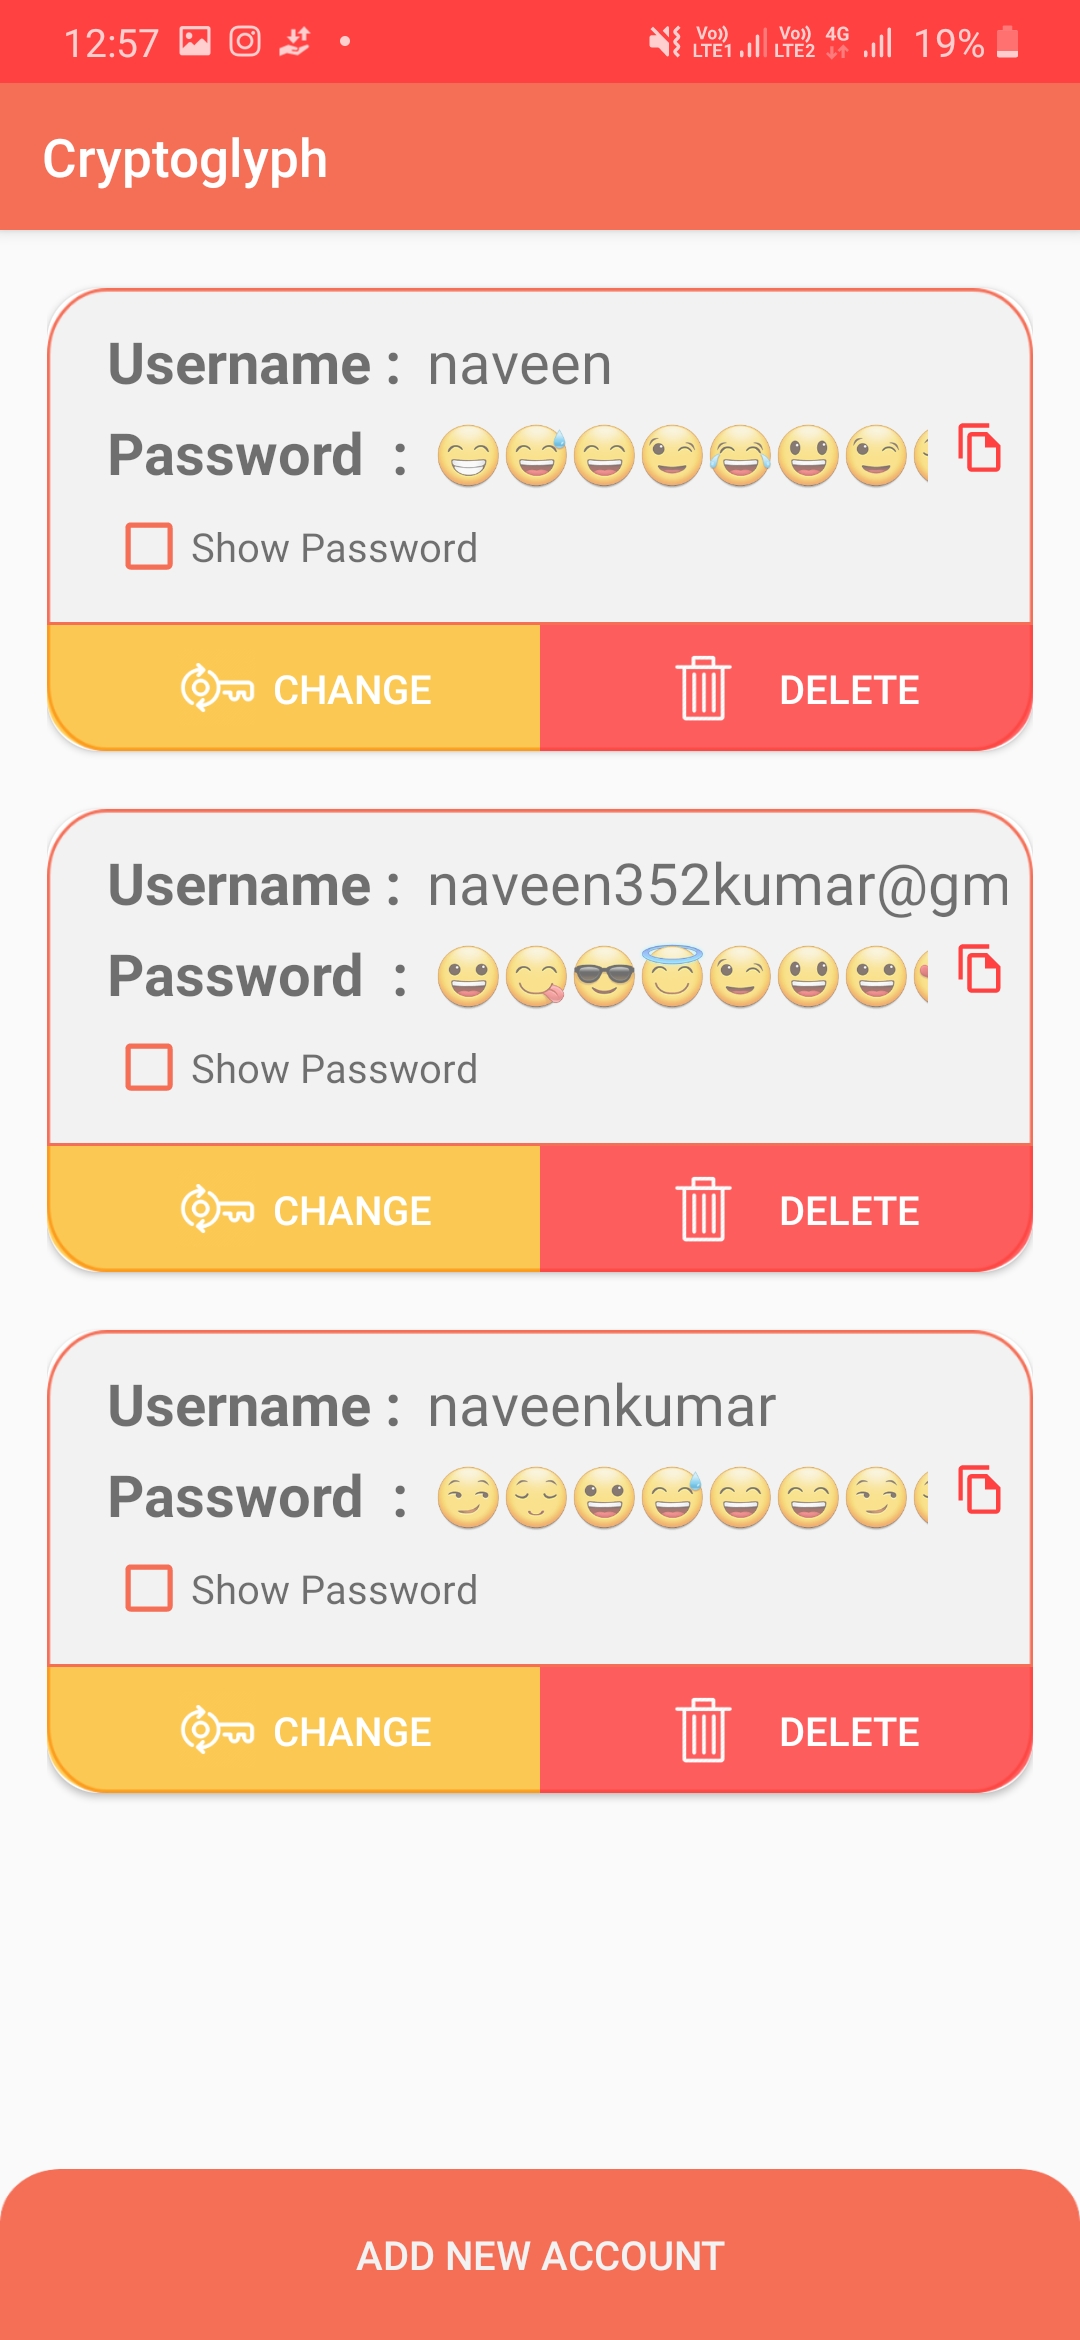 12:57 Vo)) LTE1 Vo)) LTE2 4G 19%
Cryptoglyph
Username : naveen
Password : 😁😅😄😉😂😃😉
Show Password
CHANGE DELETE
Username : naveen352kumar@gm
Password : 😀😋😎😇😉😃😀
Show Password
CHANGE DELETE
Username : naveenkumar
Password : 😏😌😀😅😄😄😏
Show Password
CHANGE DELETE
ADD NEW ACCOUNT